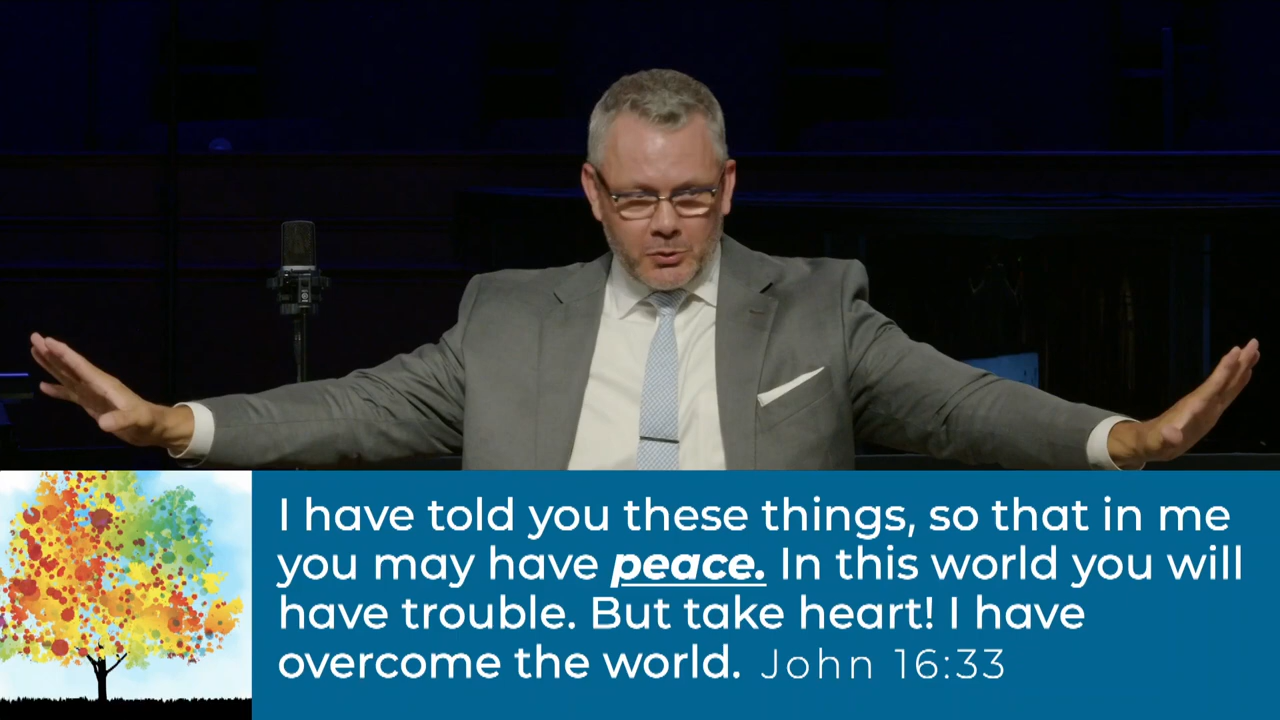 I have told you these things, so that in me
you may have peace. In this world you will
have trouble. But take heart! I have
overcome the world. John 16:33